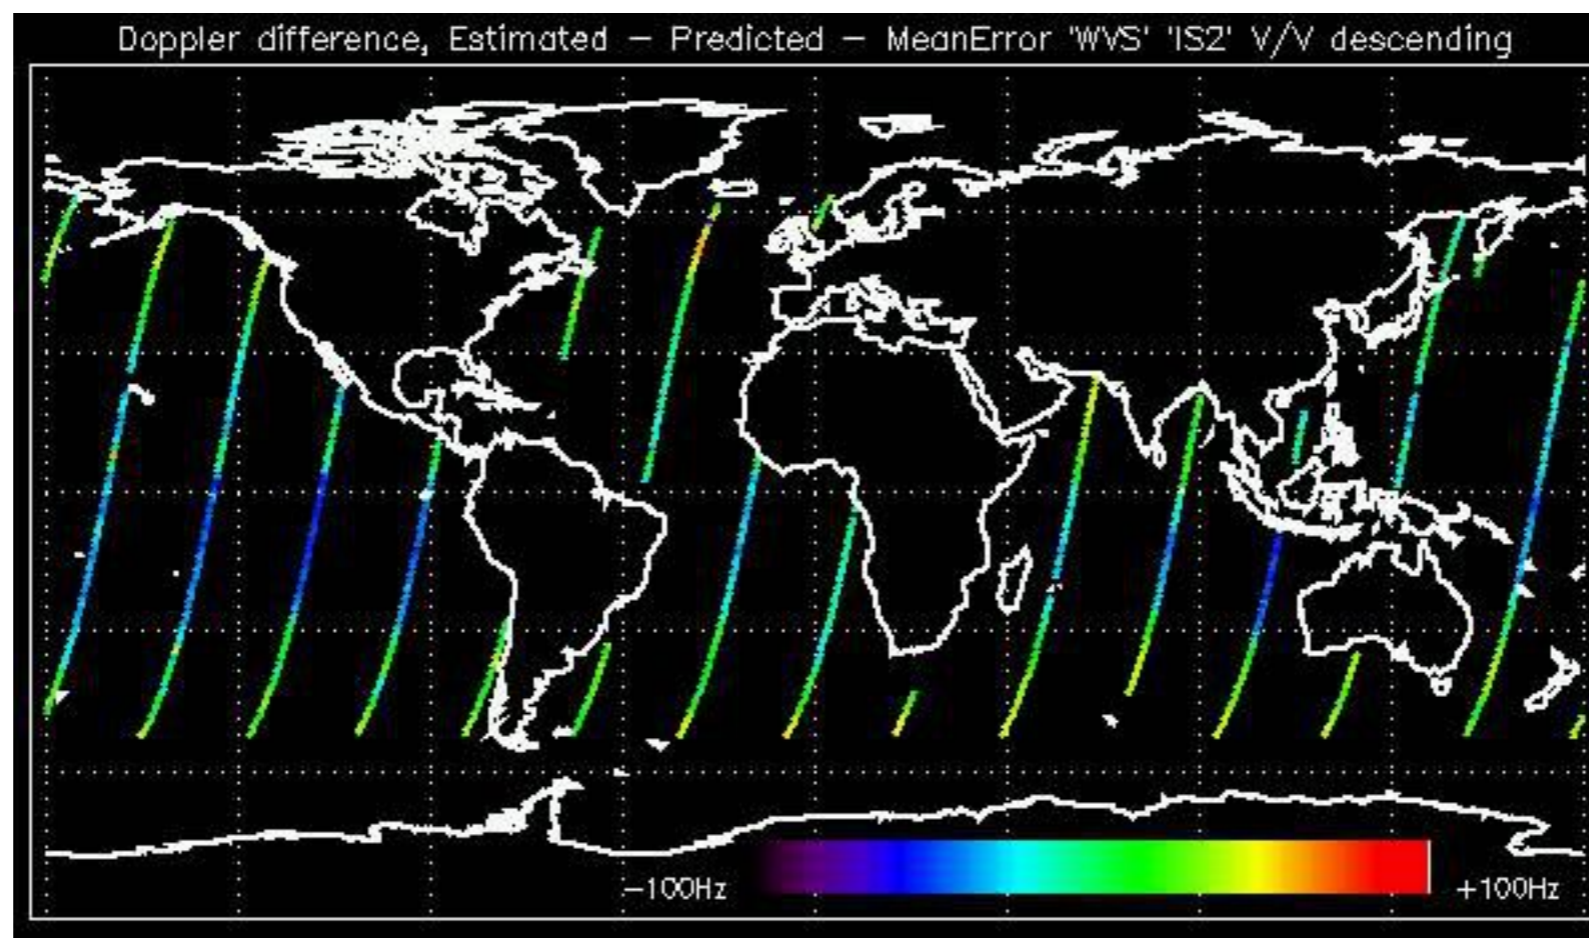 Doppler difference, Estimated – Predicted – MeanError 'WVS' 'IS2' V/V descending
-100Hz +100Hz